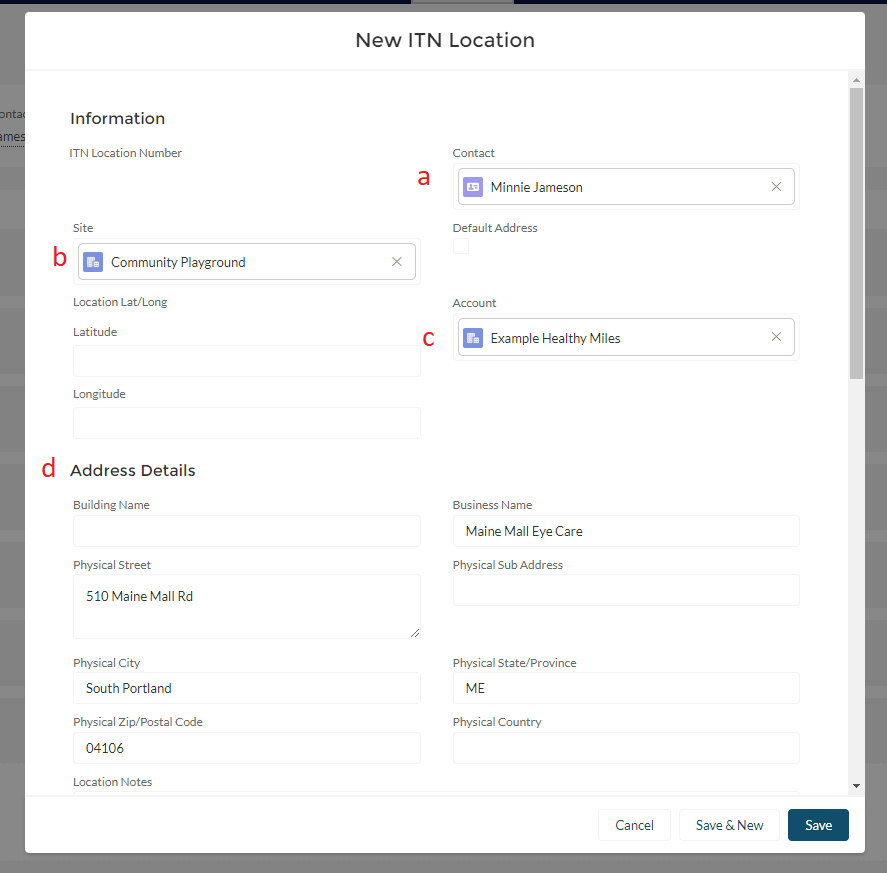 New ITN Location
Information
ITN Location Number
Contact
a
Minnie Jameson
Site
Default Address
b
Community Playground
Location Lat/Long
Account
Latitude
c
Example Healthy Miles
Longitude
d
Address Details
Building Name
Business Name
Maine Mall Eye Care
Physical Street
Physical Sub Address
510 Maine Mall Rd
Physical City
Physical State/Province
South Portland
ME
Physical Zip/Postal Code
Physical Country
04106
Location Notes
Cancel
Save & New
Save